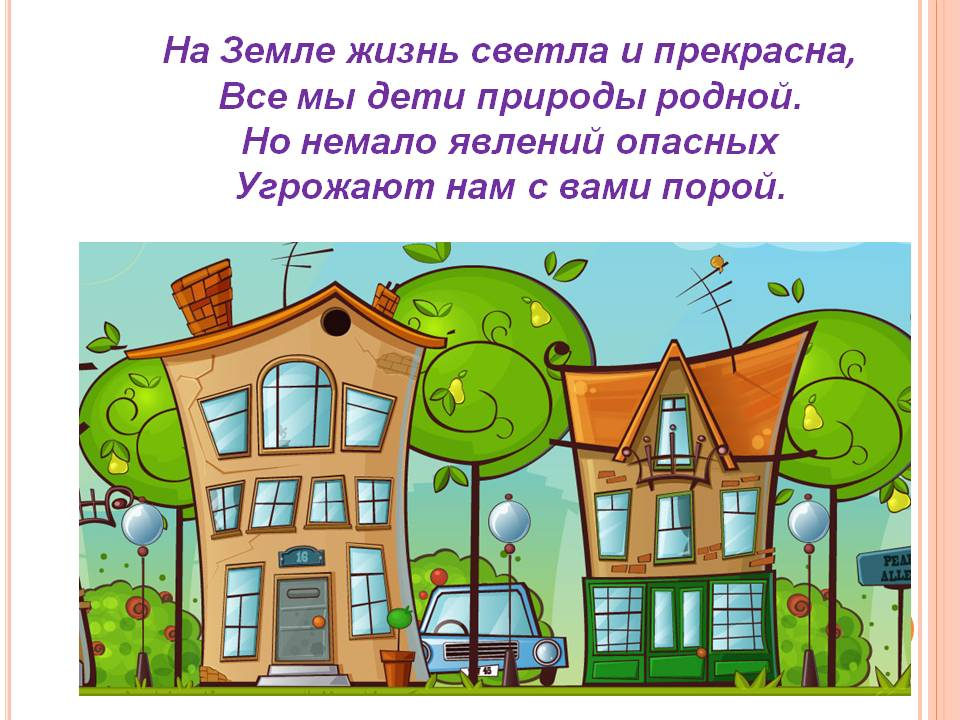 На Земле жизнь светла и прекрасна,
Все мы дети природы родной.
Но немало явлений опасных
Угрожают нам с вами порой.
16
45